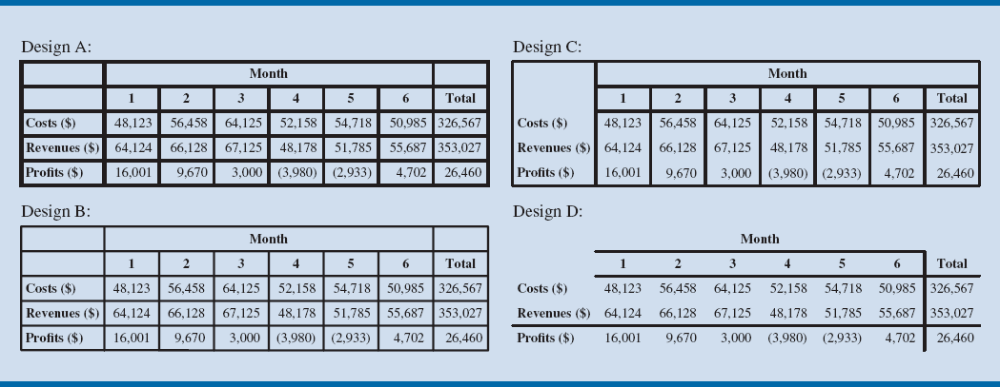 Design A:
Month
1 2 3 4 5 6 Total
Costs ($) 48,123 56,458 64,125 52,158 54,718 50,985 326,567
Revenues ($) 64,124 66,128 67,125 48,178 51,785 55,687 353,027
Profits ($) 16,001 9,670 3,000 (3,980) (2,933) 4,702 26,460
Design B:
Month
1 2 3 4 5 6 Total
Costs ($) 48,123 56,458 64,125 52,158 54,718 50,985 326,567
Revenues ($) 64,124 66,128 67,125 48,178 51,785 55,687 353,027
Profits ($) 16,001 9,670 3,000 (3,980) (2,933) 4,702 26,460
Design C:
Month
1 2 3 4 5 6 Total
Costs ($) 48,123 56,458 64,125 52,158 54,718 50,985 326,567
Revenues ($) 64,124 66,128 67,125 48,178 51,785 55,687 353,027
Profits ($) 16,001 9,670 3,000 (3,980) (2,933) 4,702 26,460
Design D:
Month
1 2 3 4 5 6 Total
Costs ($) 48,123 56,458 64,125 52,158 54,718 50,985 326,567
Revenues ($) 64,124 66,128 67,125 48,178 51,785 55,687 353,027
Profits ($) 16,001 9,670 3,000 (3,980) (2,933) 4,702 26,460